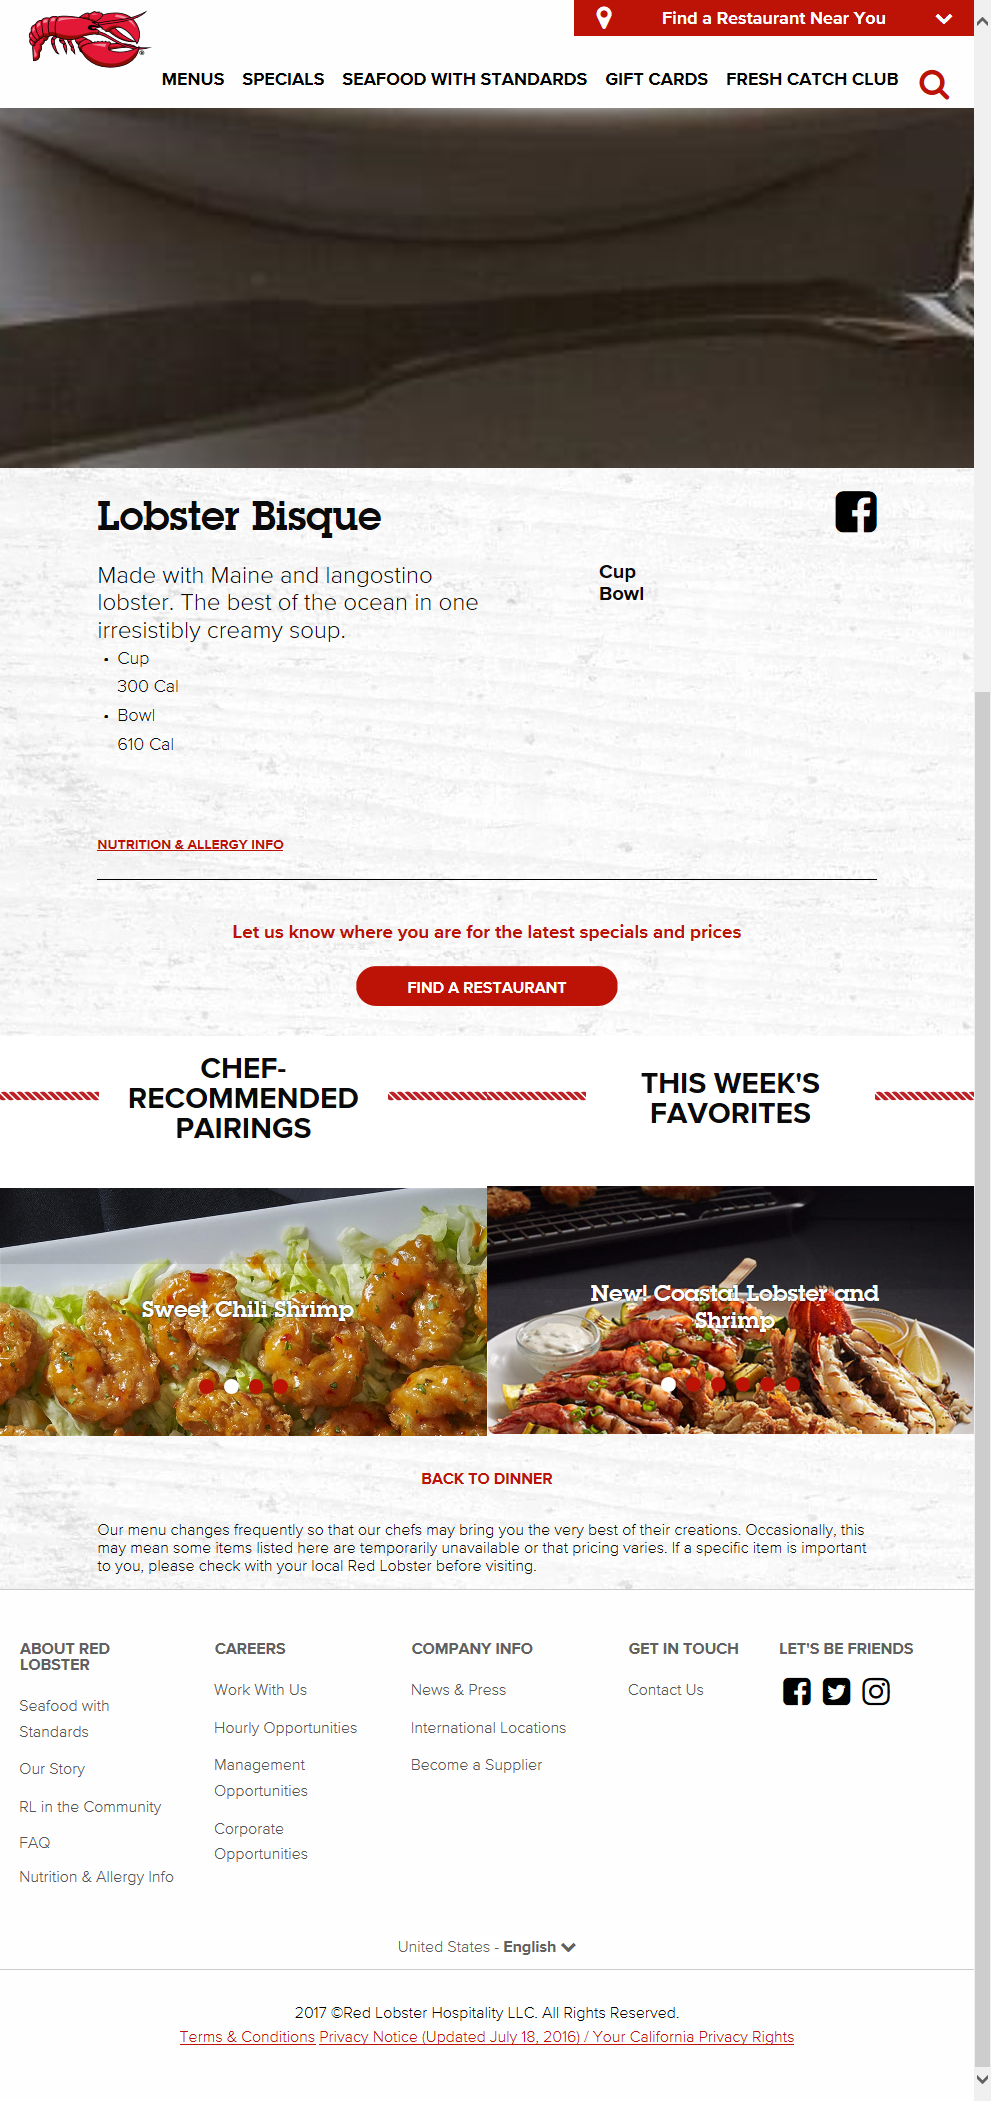 Find a Restaurant Near You
MENUS SPECIALS SEAFOOD WITH STANDARDS GIFT CARDS FRESH CATCH CLUB
Lobster Bisque
Made with Maine and langostino
lobster. The best of the ocean in one
irresistibly creamy soup.
• Cup
300 Cal
• Bowl
610 Cal
Cup
Bowl
NUTRITION & ALLERGY INFO
Let us know where you are for the latest specials and prices
FIND A RESTAURANT
CHEF-
RECOMMENDED
PAIRINGS
THIS WEEK'S
FAVORITES
Sweet Chili Shrimp
New! Coastal Lobster and
Shrimp
BACK TO DINNER
Our menu changes frequently so that our chefs may bring you the very best of their creations. Occasionally, this
may mean some items listed here are temporarily unavailable or that pricing varies. If a specific item is important
to you, please check with your local Red Lobster before visiting.
ABOUT RED
LOBSTER
Seafood with
Standards
Our Story
RL in the Community
FAQ
Nutrition & Allergy Info
CAREERS
Work With Us
Hourly Opportunities
Management
Opportunities
Corporate
Opportunities
COMPANY INFO
News & Press
International Locations
Become a Supplier
GET IN TOUCH
Contact Us
LET'S BE FRIENDS
United States - English
2017 ©Red Lobster Hospitality LLC. All Rights Reserved.
Terms & Conditions Privacy Notice (Updated July 18, 2016) / Your California Privacy Rights